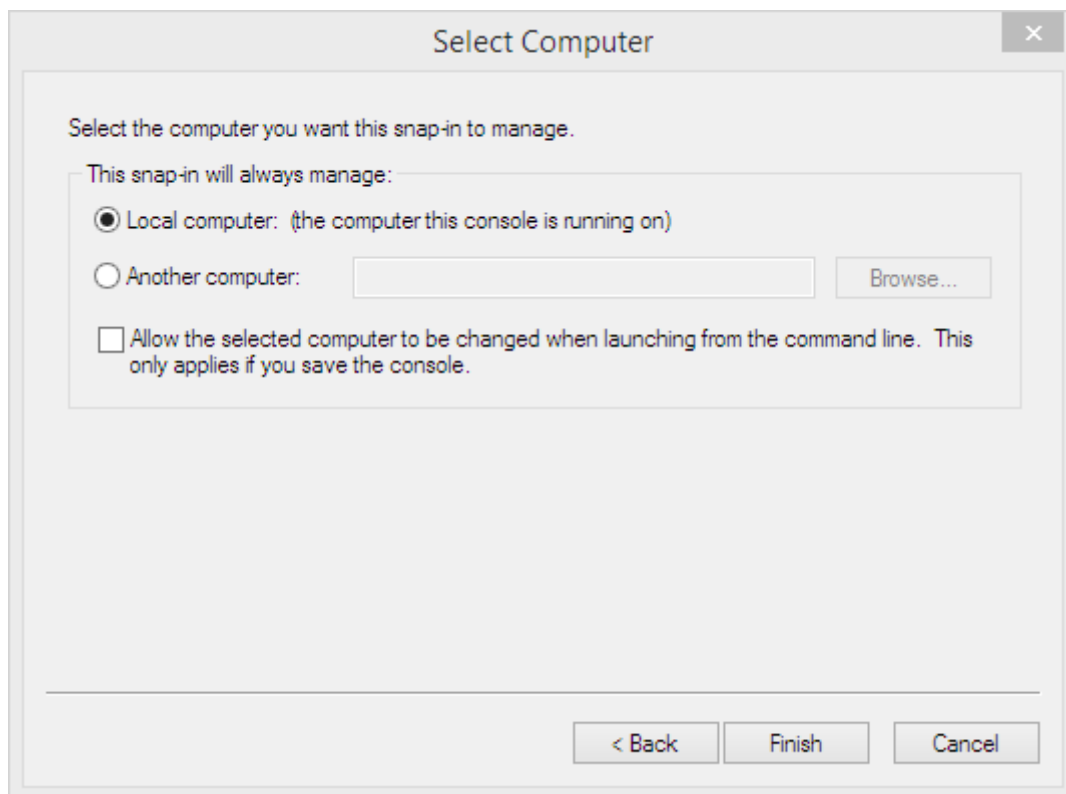 Select Computer
Select the computer you want this snap-in to manage.
This snap-in will always manage:
Local computer:  (the computer this console is running on)
Another computer:
Browse...
Allow the selected computer to be changed when launching from the command line.  This
only applies if you save the console.
< Back
Finish
Cancel